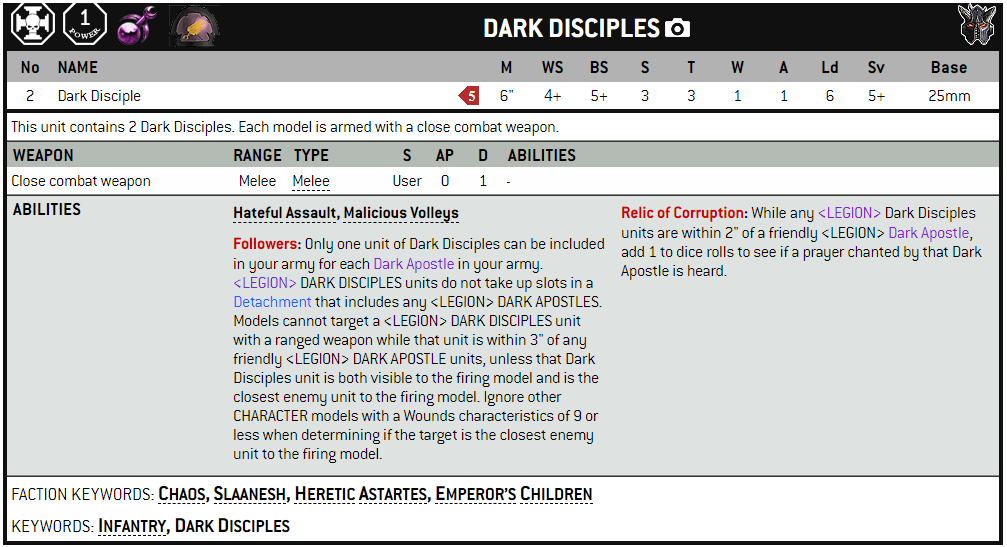 1
POWER
DARK DISCIPLES
No NAME M WS BS S T W A Ld Sv Base
2 Dark Disciple 5 6" 4+ 5+ 3 3 1 1 6 5+ 25mm
This unit contains 2 Dark Disciples. Each model is armed with a close combat weapon.
WEAPON RANGE TYPE S AP D ABILITIES
Close combat weapon Melee Melee User 0 1 -
ABILITIES
Hateful Assault, Malicious Volleys
Followers: Only one unit of Dark Disciples can be included
in your army for each Dark Apostle in your army.
<LEGION> DARK DISCIPLES units do not take up slots in a
Detachment that includes any <LEGION> DARK APOSTLES.
Models cannot target a <LEGION> DARK DISCIPLES unit
with a ranged weapon while that unit is within 3" of any
friendly <LEGION> DARK APOSTLE units, unless that Dark
Disciples unit is both visible to the firing model and is the
closest enemy unit to the firing model. Ignore other
CHARACTER models with a Wounds characteristics of 9 or
less when determining if the target is the closest enemy
unit to the firing model.
Relic of Corruption: While any <LEGION> Dark Disciples
units are within 2" of a friendly <LEGION> Dark Apostle,
add 1 to dice rolls to see if a prayer chanted by that Dark
Apostle is heard.
FACTION KEYWORDS: CHAOS, SLAANESH, HERETIC ASTARTES, EMPEROR'S CHILDREN
KEYWORDS: INFANTRY, DARK DISCIPLES